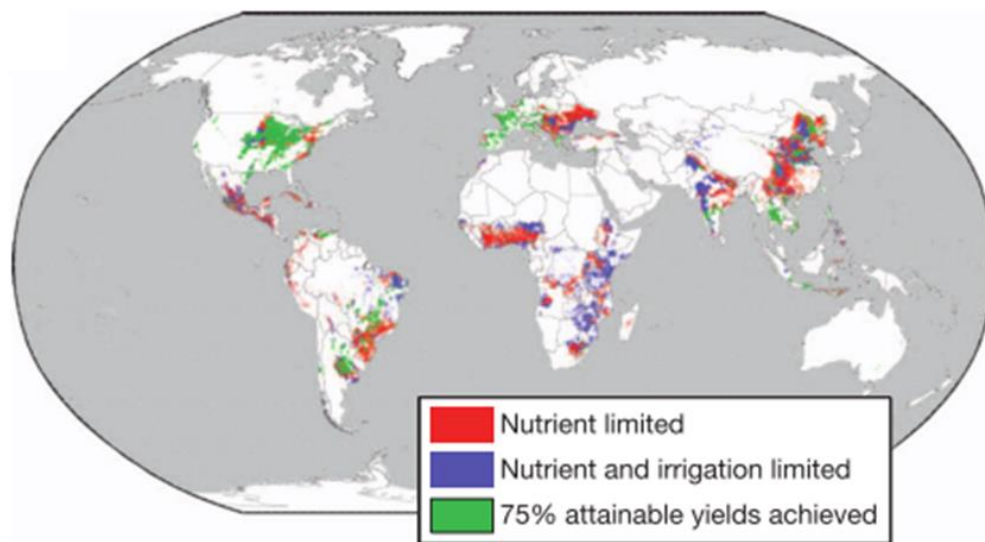 Nutrient limited
Nutrient and irrigation limited
75% attainable yields achieved